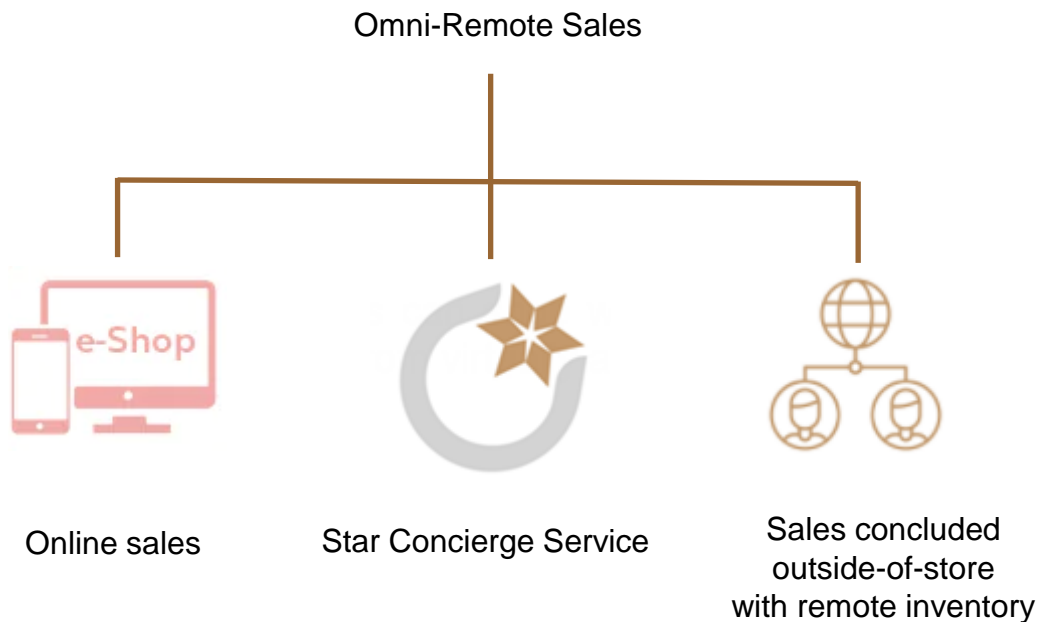 Omni-Remote Sales
e-Shop
Online sales
Star Concierge Service
Sales concluded
outside-of-store
with remote inventory